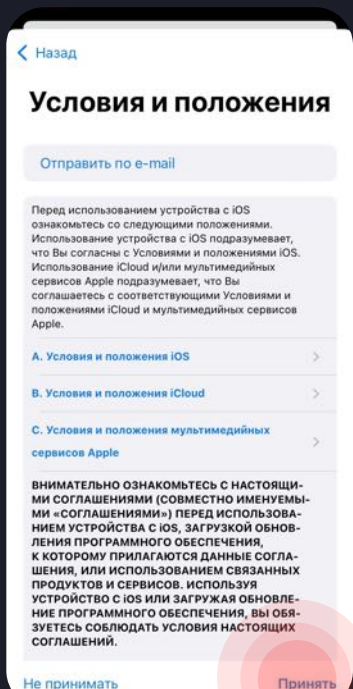 Назад
Условия и положения
Отправить по e-mail
Перед использованием устройства с iOS
ознакомьтесь со следующими положениями.
Использование устройства с iOS подразумевает,
что Вы согласны с Условиями и положениями iOS.
Использование iCloud и/или мультимедийных
сервисов Apple подразумевает, что Вы
соглашаетесь с соответствующими Условиями и
положениями iCloud и мультимедийных сервисов
Apple.
A. Условия и положения iOS
B. Условия и положения iCloud
C. Условия и положения мультимедийных
сервисов Apple
ВНИМАТЕЛЬНО ОЗНАКОМЬТЕСЬ С НАСТОЯЩИ-
МИ СОГЛАШЕНИЯМИ (СОВМЕСТНО ИМЕНУЕМЫ-
МИ «СОГЛАШЕНИЯМИ») ПЕРЕД ИСПОЛЬЗОВА-
НИЕМ УСТРОЙСТВА С iOS, ЗАГРУЗКОЙ ОБНОВ-
ЛЕНИЯ ПРОГРАММНОГО ОБЕСПЕЧЕНИЯ,
К КОТОРОМУ ПРИЛАГАЮТСЯ ДАННЫЕ СОГЛА-
ШЕНИЯ, ИЛИ ИСПОЛЬЗОВАНИЕМ СВЯЗАННЫХ
ПРОДУКТОВ И СЕРВИСОВ. ИСПОЛЬЗУЯ
УСТРОЙСТВО С iOS ИЛИ ЗАГРУЖАЯ ОБНОВЛЕ-
НИЕ ПРОГРАММНОГО ОБЕСПЕЧЕНИЯ, ВЫ ОБЯ-
ЗУЕТЕСЬ СОБЛЮДАТЬ УСЛОВИЯ НАСТОЯЩИХ
СОГЛАШЕНИЙ.
Не принимать Принять